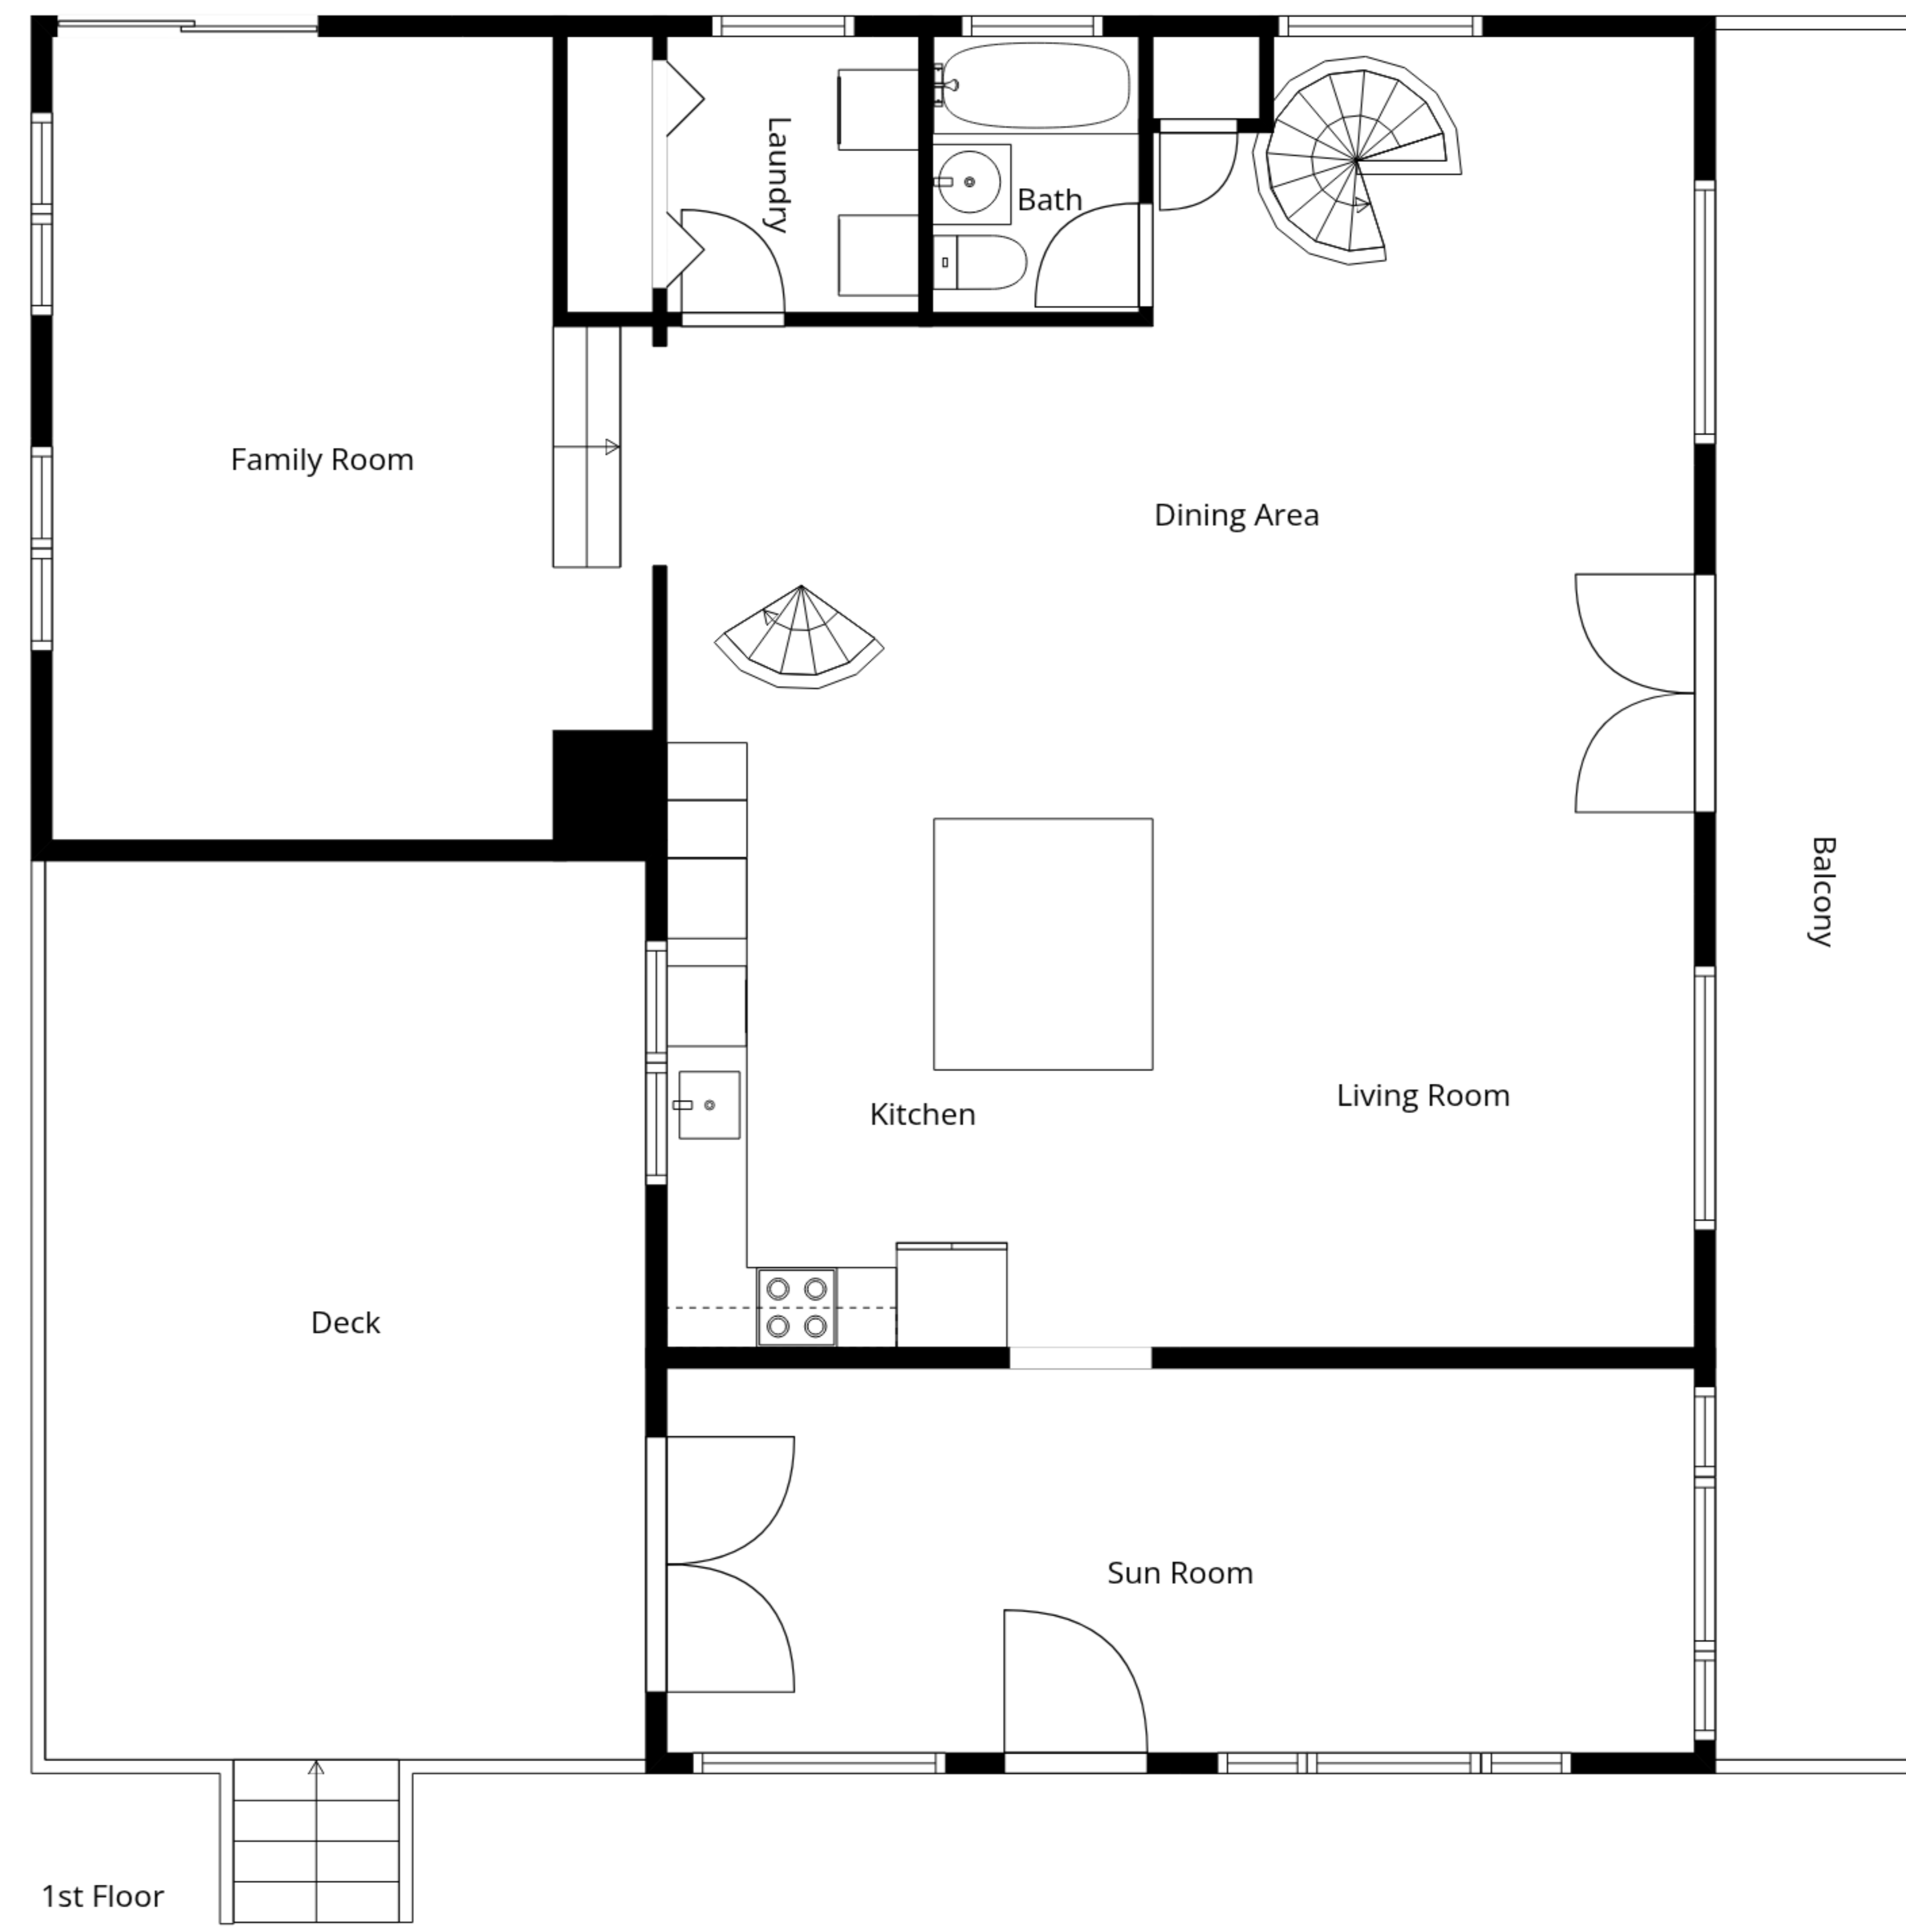 Laundry
Bath
Family Room
Dining Area
Balcony
Kitchen
Living Room
Deck
Sun Room
1st Floor